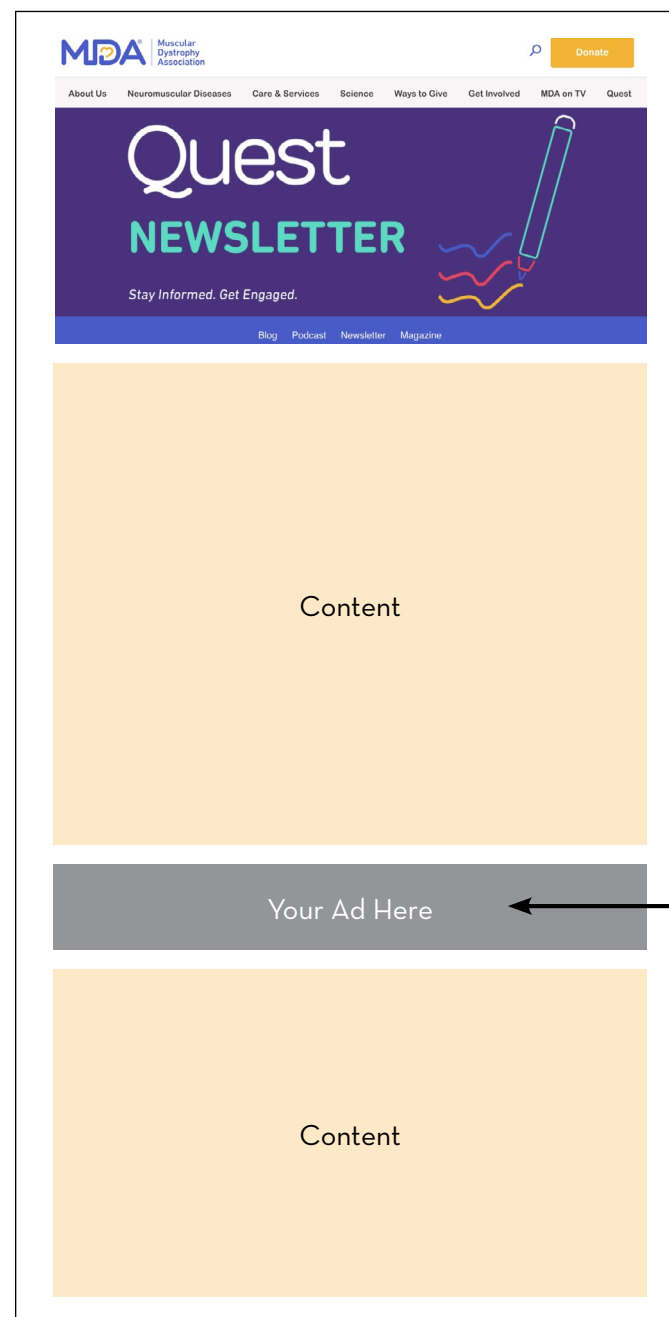 MDA Muscular
Dystrophy
Association
Donate
About Us Neuromuscular Diseases Care & Services Science Ways to Give Get Involved MDA on TV Quest
Quest
NEWSLETTER
Stay Informed. Get Engaged.
Blog Podcast Newsletter Magazine
Content
Your Ad Here
Content